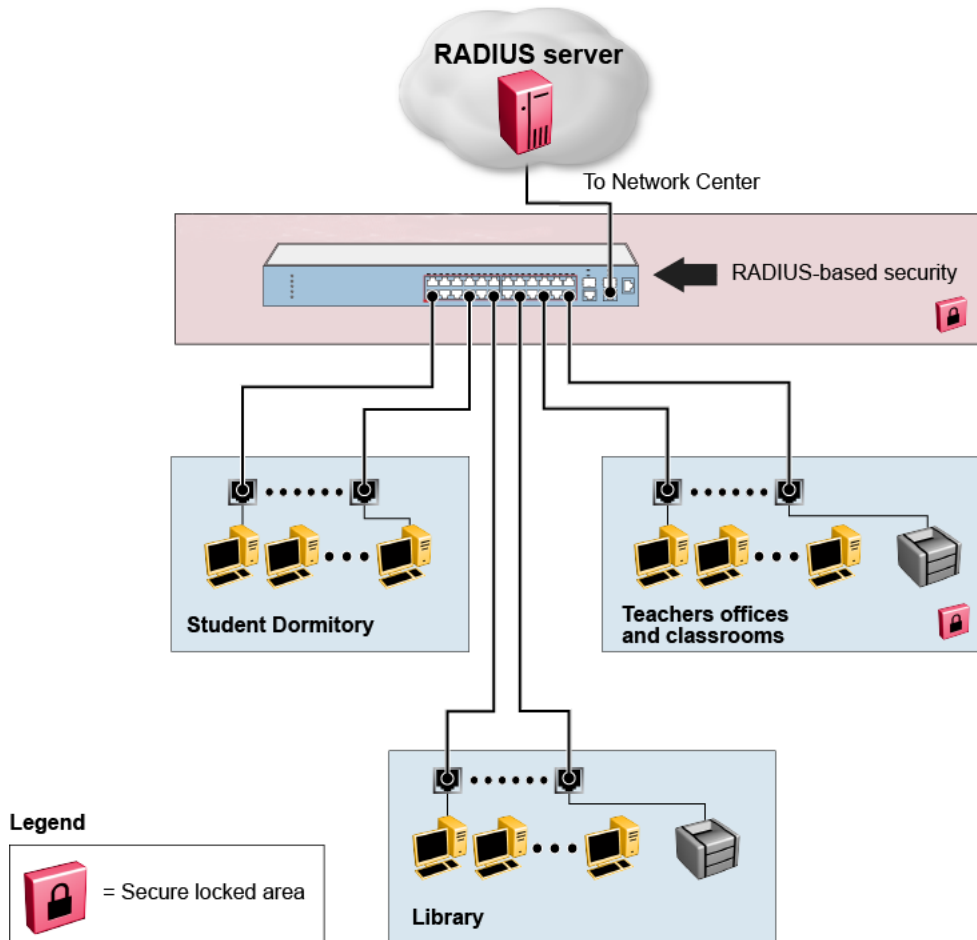 RADIUS server
To Network Center
RADIUS-based security
Student Dormitory
Teachers offices
and classrooms
Library
Legend
= Secure locked area